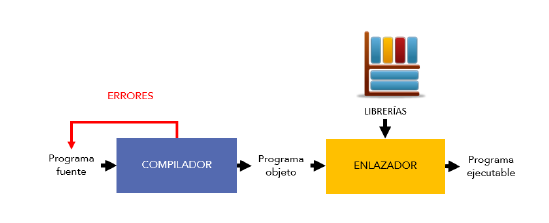 ERRORES
LIBRERÍAS
Programa
fuente
COMPILADOR
Programa
objeto
ENLAZADOR
Programa
ejecutable